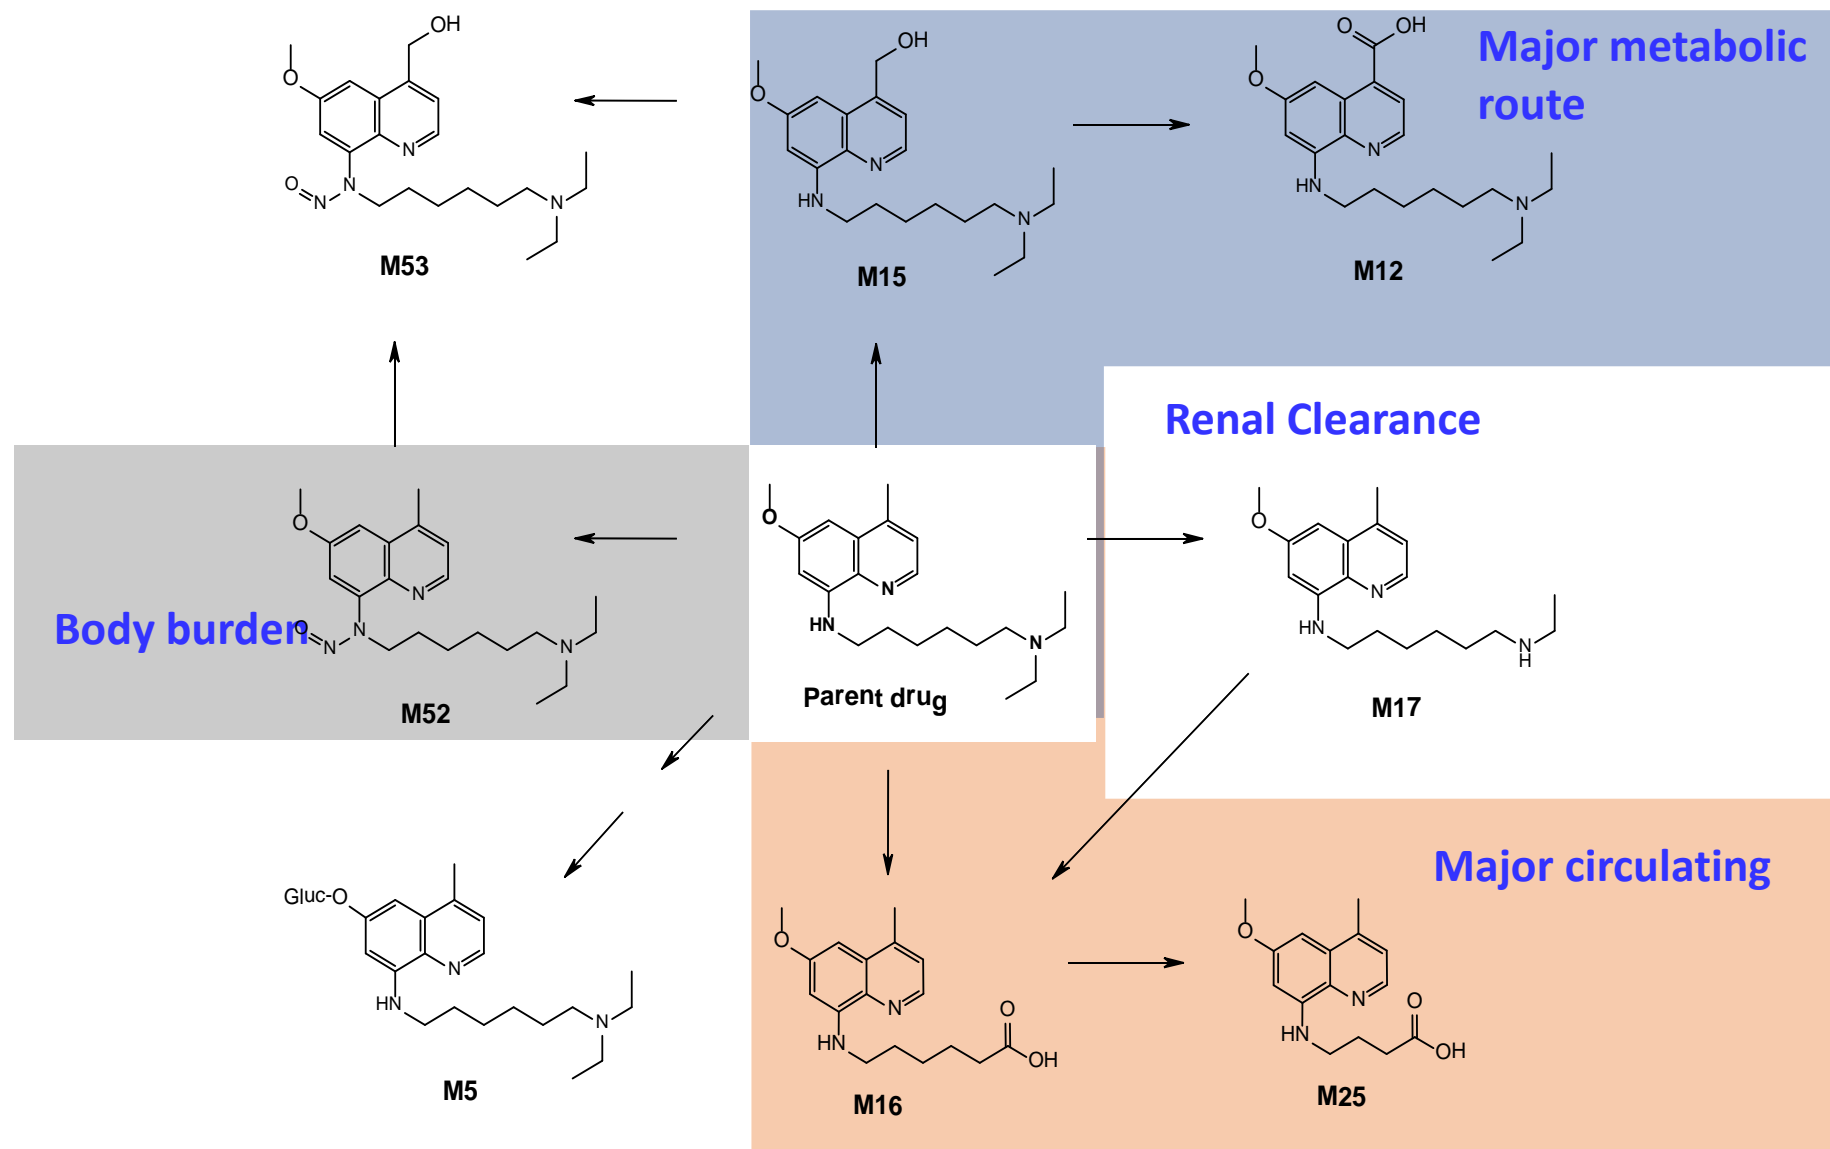 OH
O
N
O
N
N
N
M53
OH
O
N
HN
N
M15
O
OH
O
N
HN
N
M12
Major metabolic
route
Renal Clearance
O
N
O
N
N
N
Body burden
M52
O
N
HN
N
Parent drug
O
N
HN
N
H
M17
Gluc-O
N
HN
N
M5
O
N
HN
O
OH
M16
Major circulating
O
N
HN
O
OH
M25